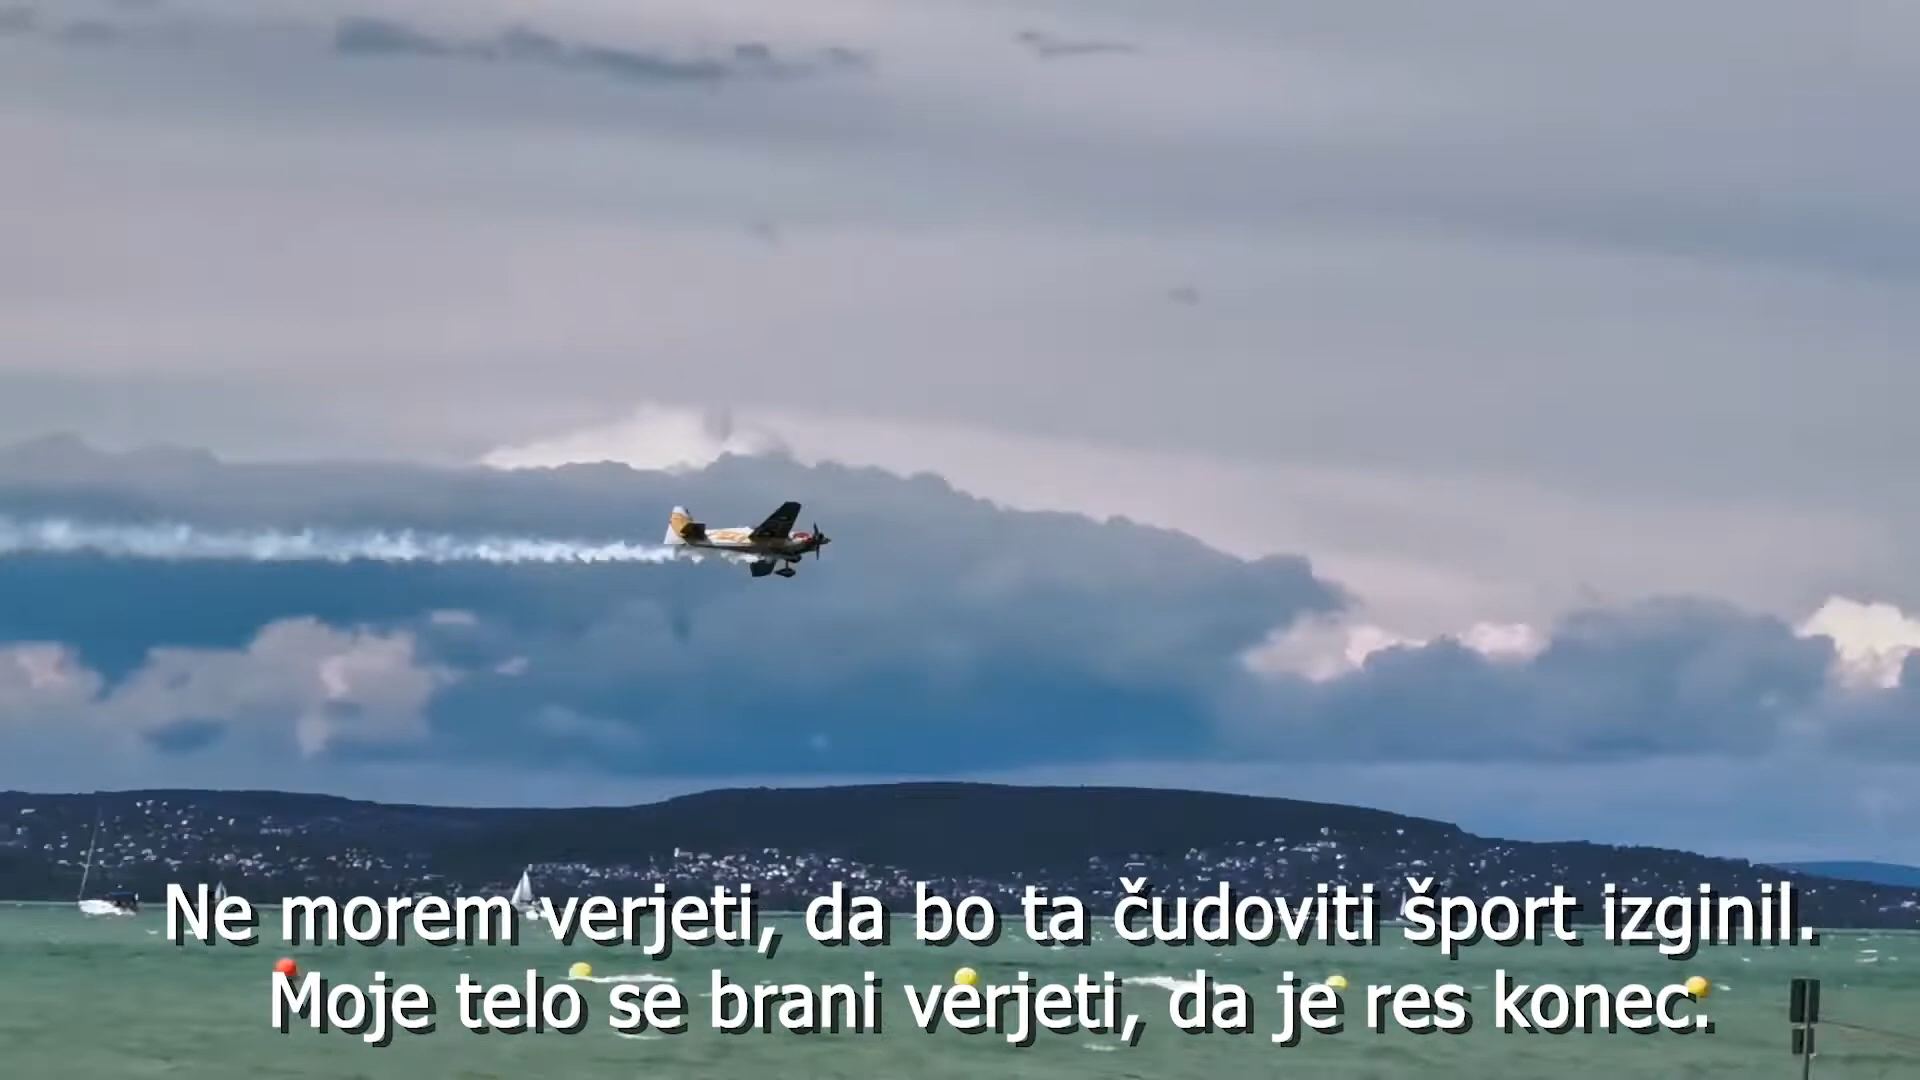 Ne morem verjeti, da bo ta čudoviti šport izginil.
Moje telo se brani verjeti, da je res konec.